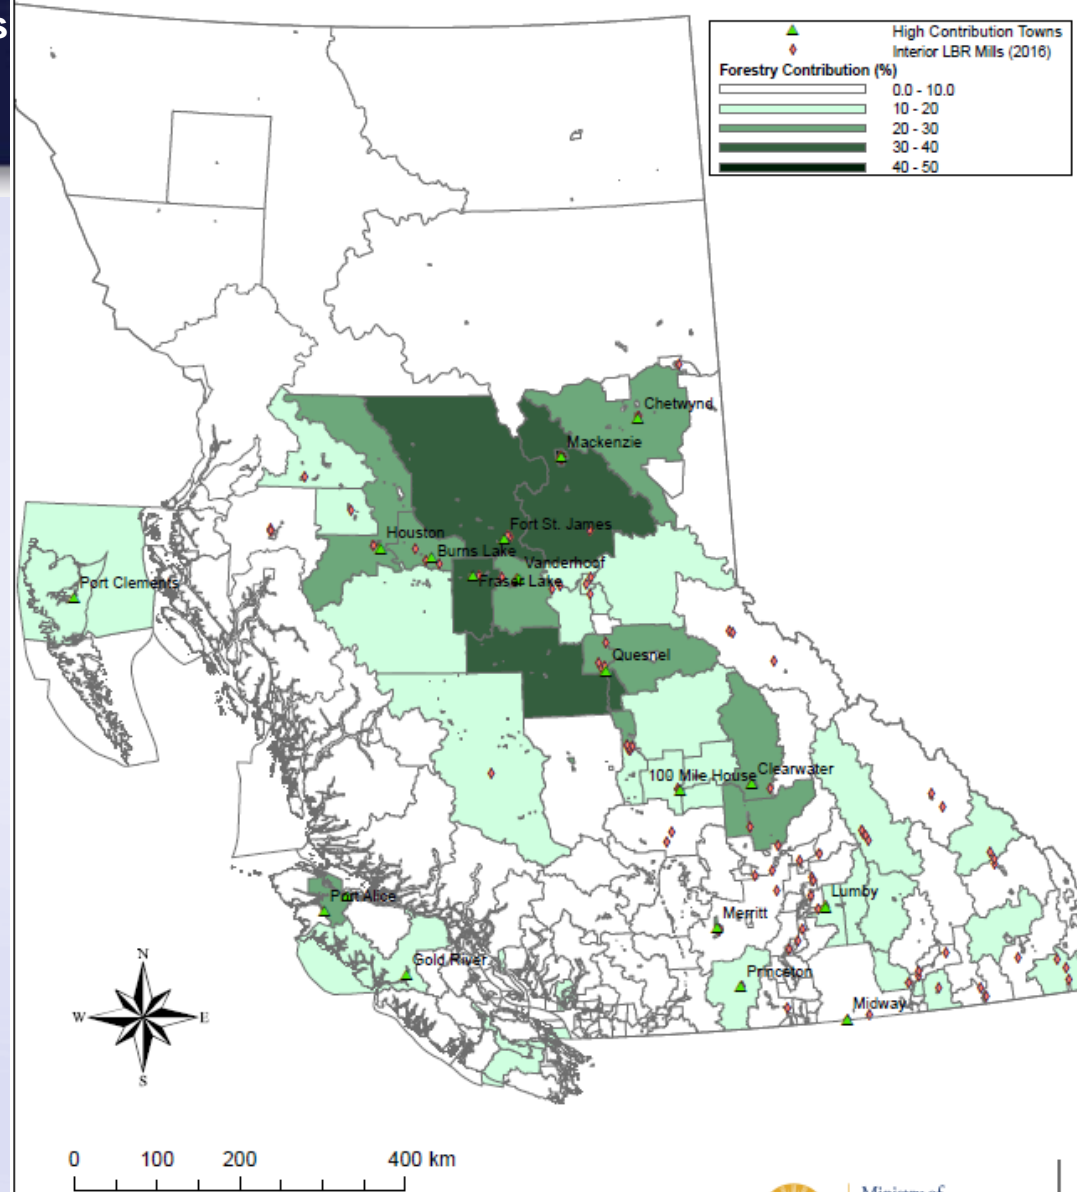 s
High Contribution Towns
Interior LBR Mills (2016)
Forestry Contribution (%)
0.0 - 10.0
10 - 20
20 - 30
30 - 40
40 - 50
Chetwynd
Mackenzie
Fort St. James
Houston
Burns Lake
Vanderhoof
Fraser Lake
Port Clements
Quesnel
100 Mile House
Clearwater
Port Alice
Lumby
Merritt
Gold River
Princeton
Midway
N
W
E
S
0 100 200 400 km
Ministry of